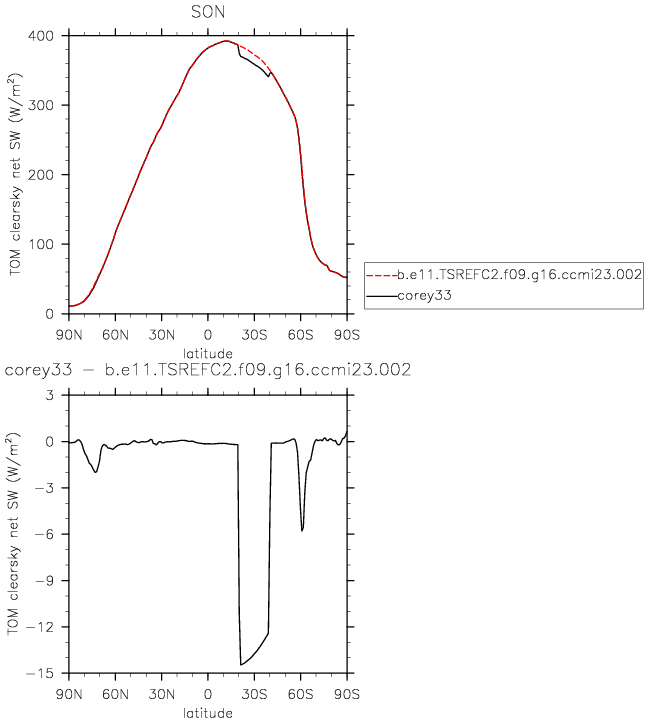 SON
TOM clearsky net SW (W/m²)
400
300
200
100
0
90N 60N 30N 0 30S 60S 90S
latitude
b.e11.TSREFC2.f09.g16.ccmi23.002
corey33
corey33 - b.e11.TSREFC2.f09.g16.ccmi23.002
TOM clearsky net SW (W/m²)
3
0
-3
-6
-9
-12
-15
90N 60N 30N 0 30S 60S 90S
latitude